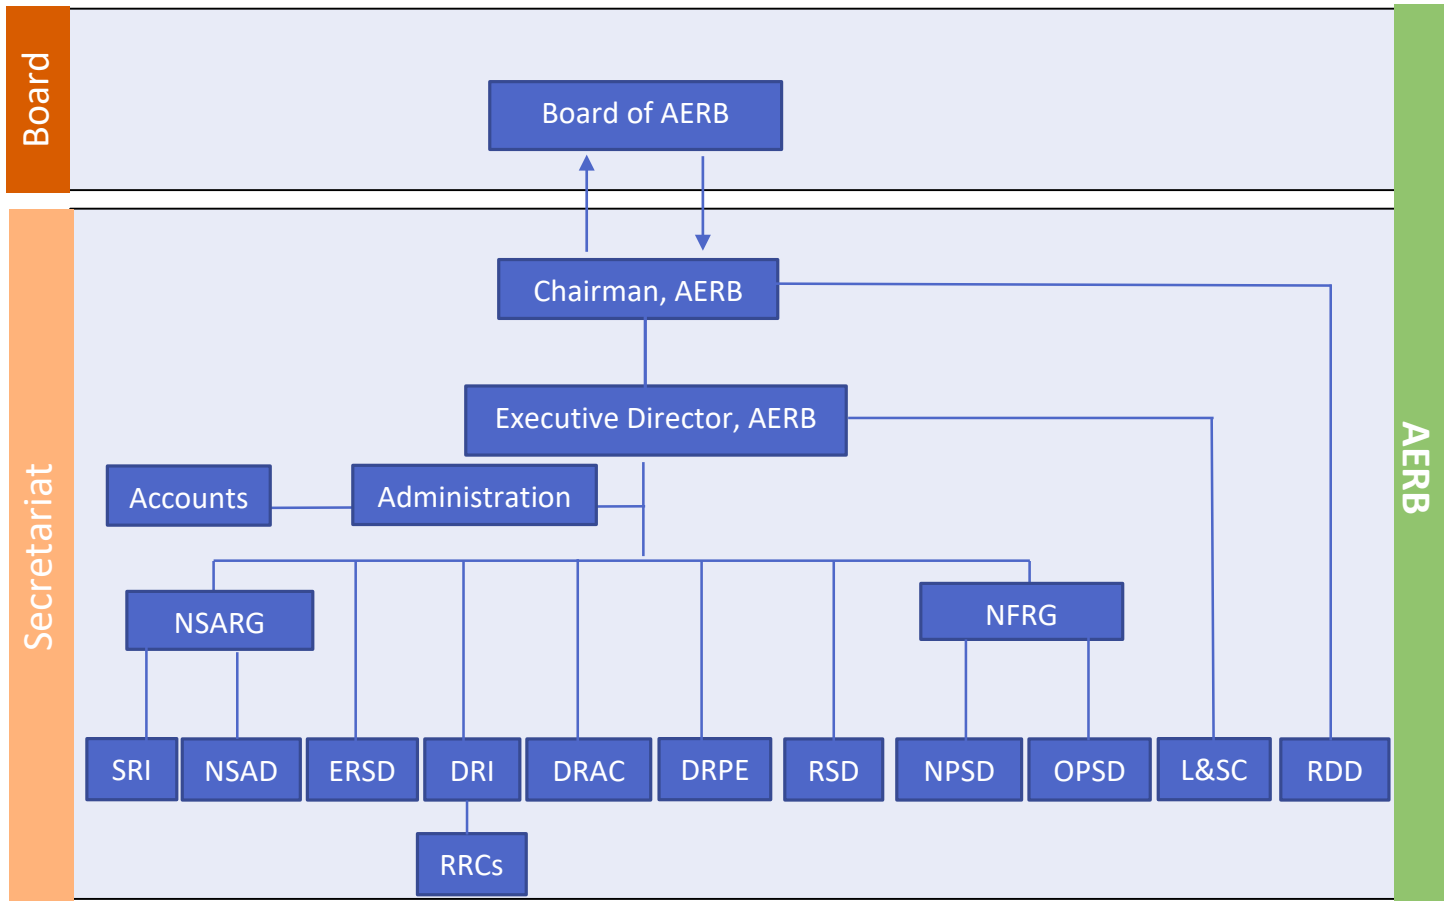 Board
Board of AERB
Chairman, AERB
Executive Director, AERB
AERB
Secretariat
Accounts
Administration
NSARG
NFRG
SRI
NSAD
ERSD
DRI
DRAC
DRPE
RSD
NPSD
OPSD
L&SC
RDD
RRCs